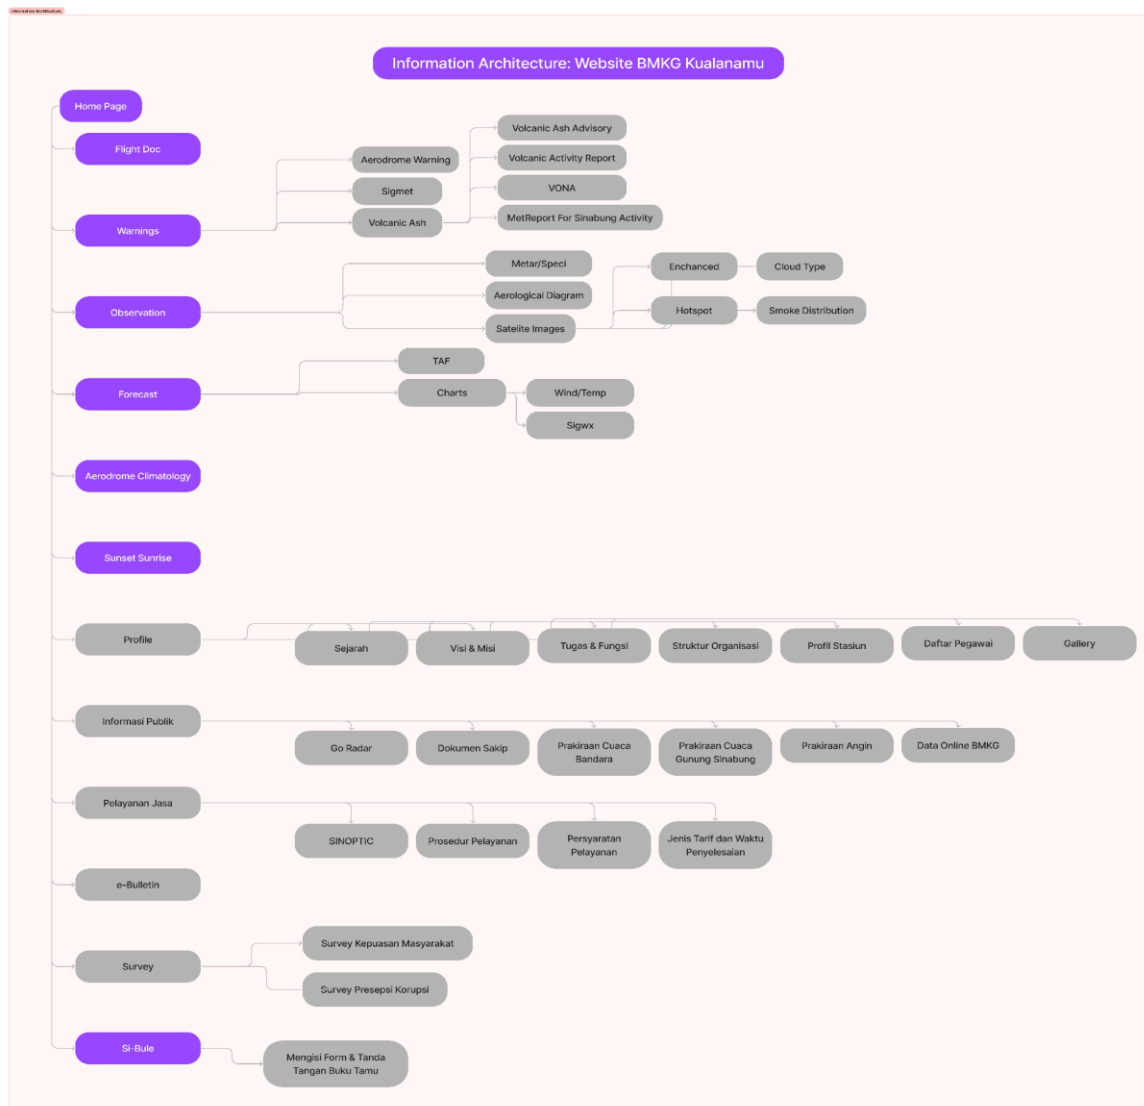 Information Architecture
Information Architecture: Website BMKG Kualanamu
Home Page
Flight Doc
Warnings
Aerodrome Warning
Sigmet
Volcanic Ash
Volcanic Ash Advisory
Volcanic Activity Report
VONA
MetReport For Sinabung Activity
Observation
Metar/Speci
Aerological Diagram
Satelite Images
Enchanced
Cloud Type
Hotspot
Smoke Distribution
Forecast
TAF
Charts
Wind/Temp
Sigwx
Aerodrome Climatology
Sunset Sunrise
Profile
Sejarah
Visi & Misi
Tugas & Fungsi
Struktur Organisasi
Profil Stasiun
Daftar Pegawai
Gallery
Informasi Publik
Go Radar
Dokumen Sakip
Prakiraan Cuaca
Bandara
Prakiraan Cuaca
Gunung Sinabung
Prakiraan Angin
Data Online BMKG
Pelayanan Jasa
SINOPTIC
Prosedur Pelayanan
Persyaratan
Pelayanan
Jenis Tarif dan Waktu
Penyelesaian
e-Bulletin
Survey
Survey Kepuasan Masyarakat
Survey Presepsi Korupsi
Si-Bule
Mengisi Form & Tanda
Tangan Buku Tamu